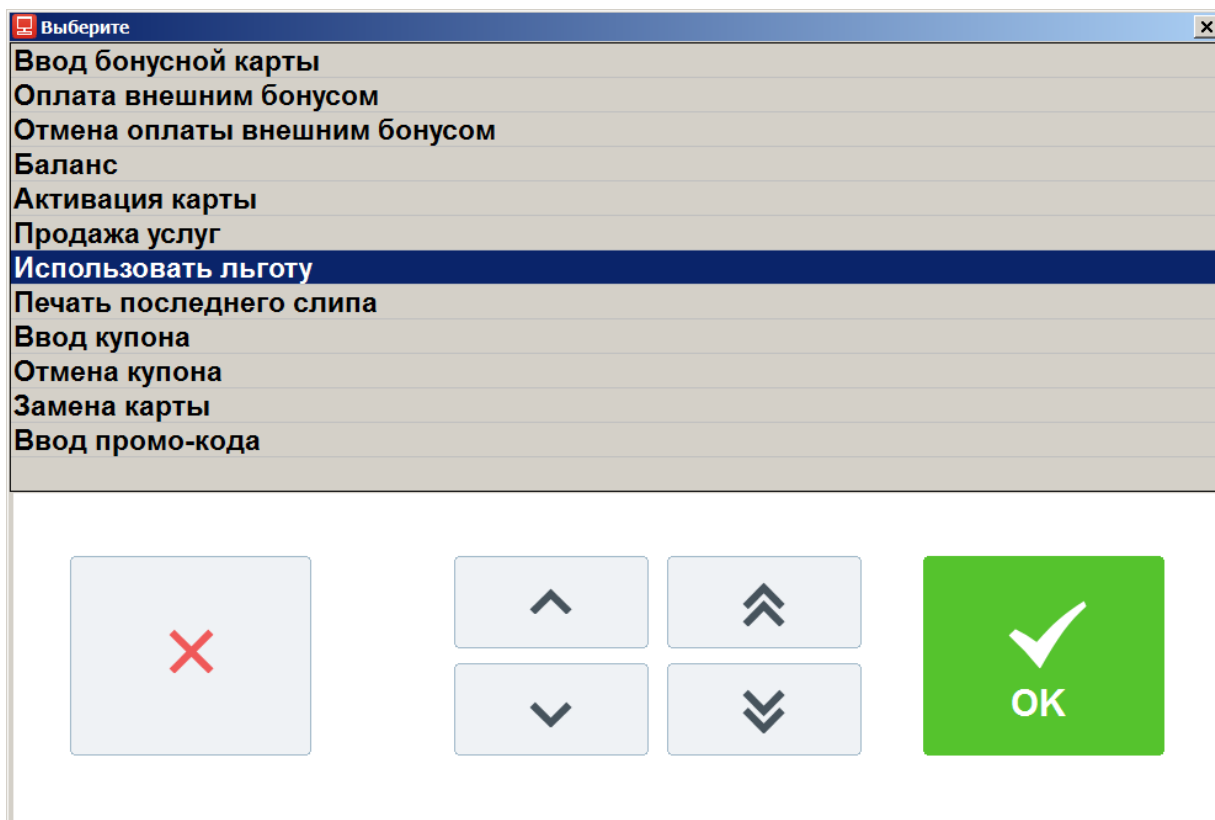 Выберите
Ввод бонусной карты
Оплата внешним бонусом
Отмена оплаты внешним бонусом
Баланс
Активация карты
Продажа услуг
Использовать льготу
Печать последнего слипа
Ввод купона
Отмена купона
Замена карты
Ввод промо-кода
OK